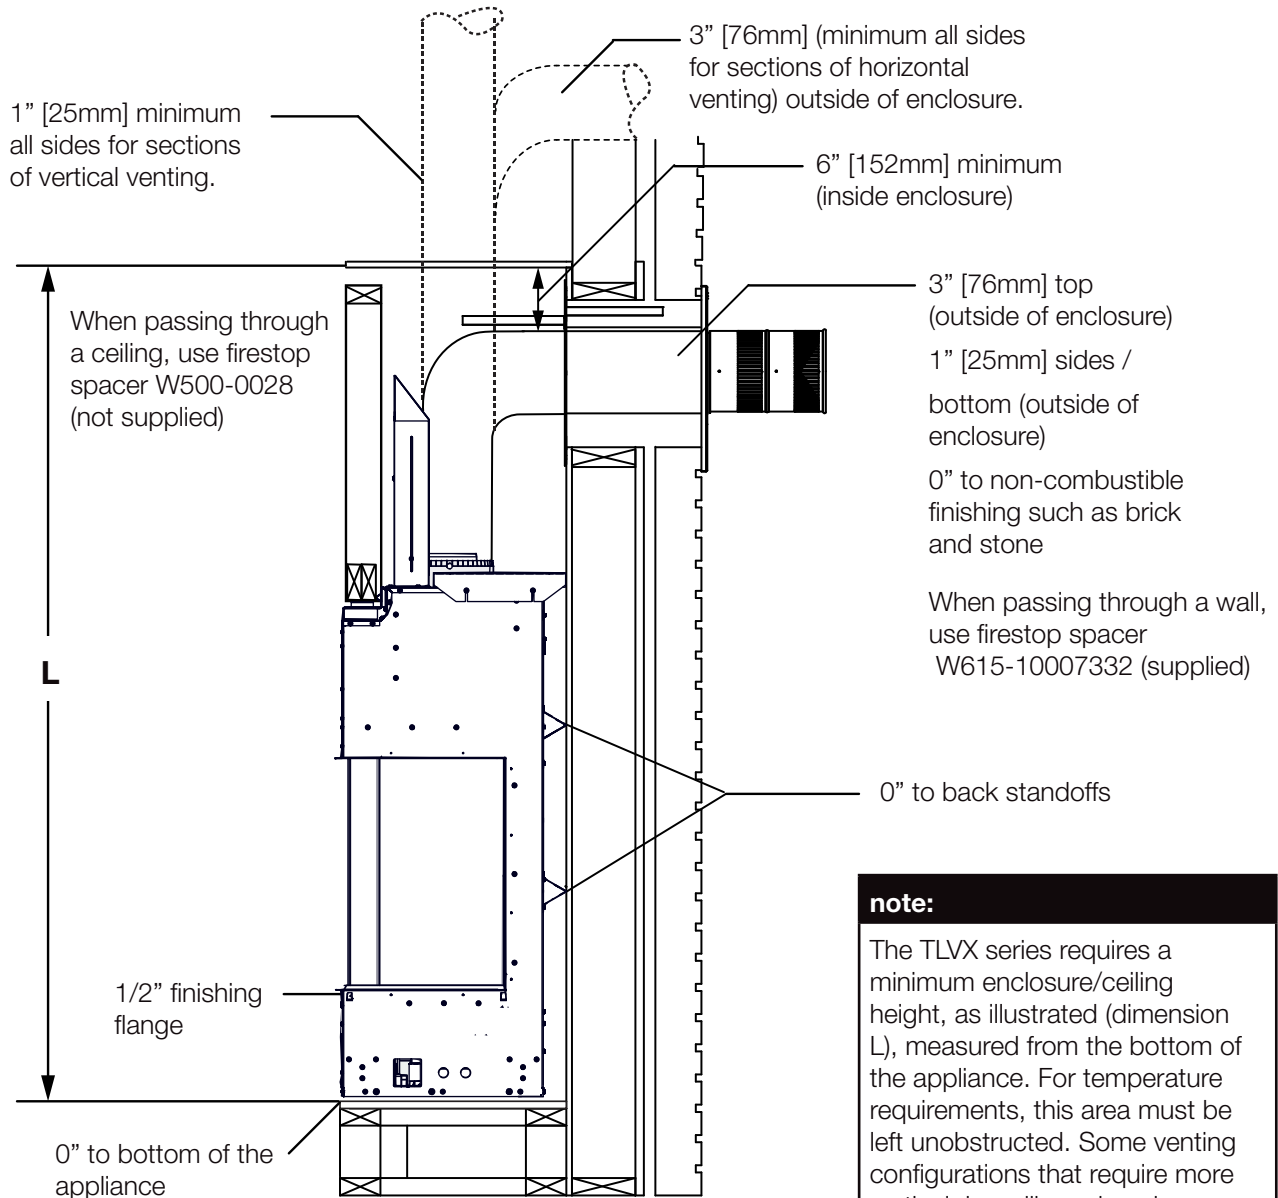 3” [76mm] (minimum all sides
for sections of horizontal
venting) outside of enclosure.
1” [25mm] minimum
all sides for sections
of vertical venting.
6” [152mm] minimum
(inside enclosure)
When passing through
a ceiling, use firestop
spacer W500-0028
(not supplied)
3” [76mm] top
(outside of enclosure)
1” [25mm] sides /
bottom (outside of
enclosure)
0” to non-combustible
finishing such as brick
and stone
When passing through a wall,
use firestop spacer
W615-10007332 (supplied)
L
0” to back standoffs
1/2” finishing
flange
0” to bottom of the
appliance
note:
The TLVX series requires a
minimum enclosure/ceiling
height, as illustrated (dimension
L), measured from the bottom of
the appliance. For temperature
requirements, this area must be
left unobstructed. Some venting
configurations that require more